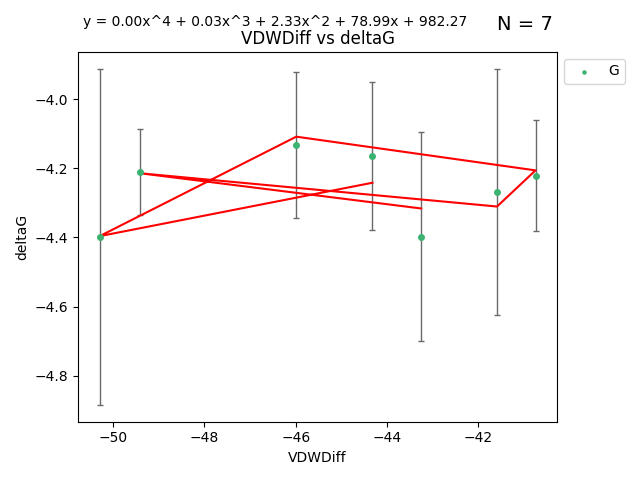 y = 0.00x^4 + 0.03x^3 + 2.33x^2 + 78.99x + 982.27
N = 7
VDWDiff vs deltaG
G
−4.0
−4.2
−4.4
−4.6
−4.8
deltaG
−50
−48
−46
−44
−42
VDWDiff